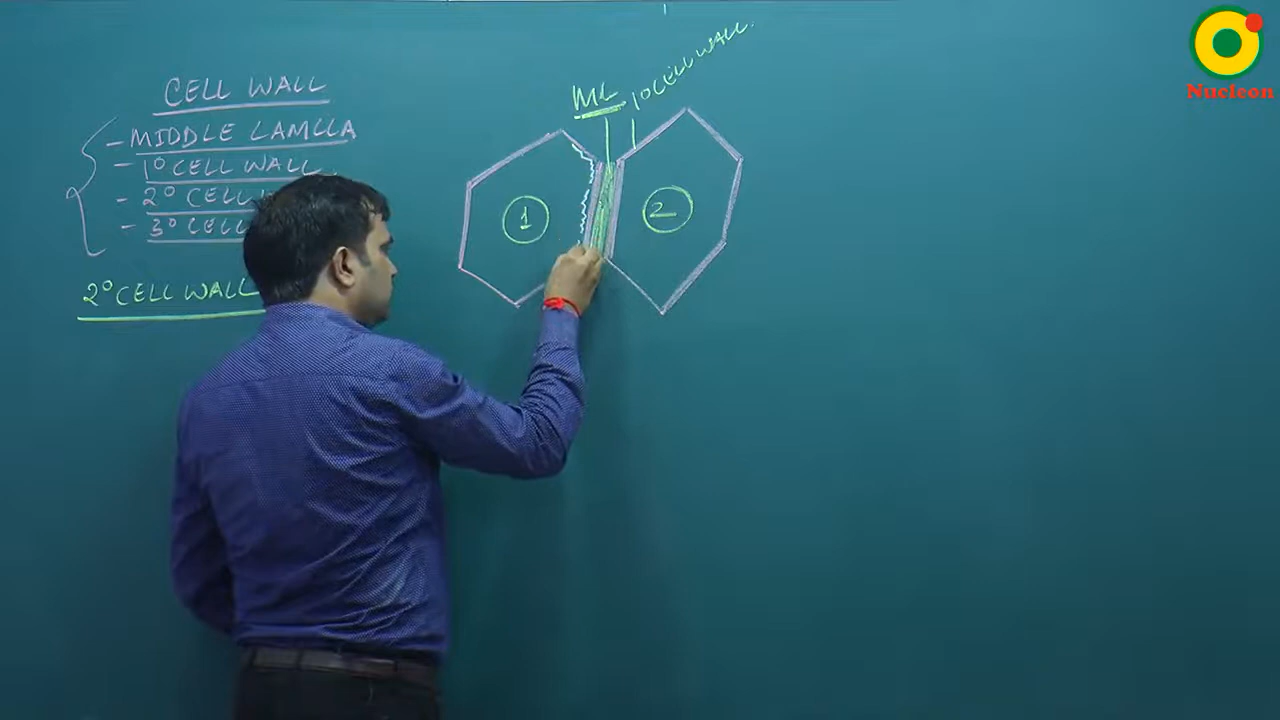 CELL WALL
- MIDDLE LAMLLA
- 1° CELL WALL
- 2° CELL
- 3° CELL
2° CELL WALL
ML
1° CELL WALL
1
2
Nucleon